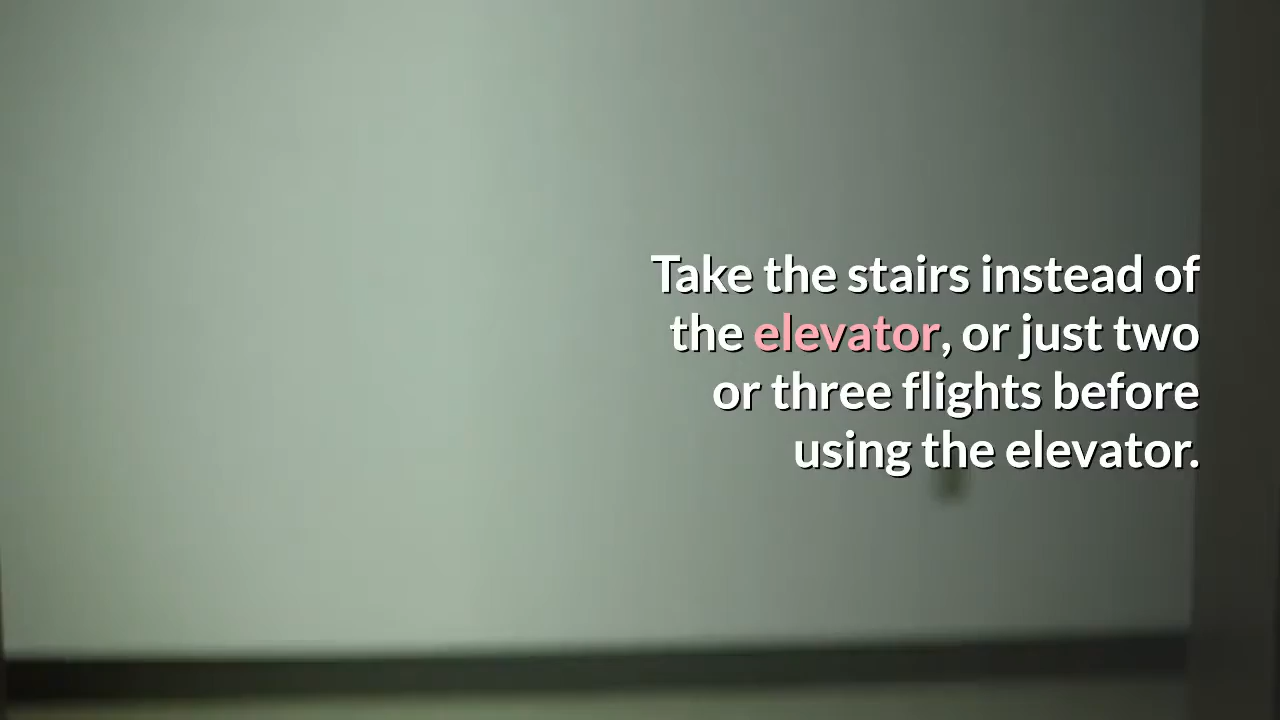 Take the stairs instead of
the elevator, or just two
or three flights before
using the elevator.